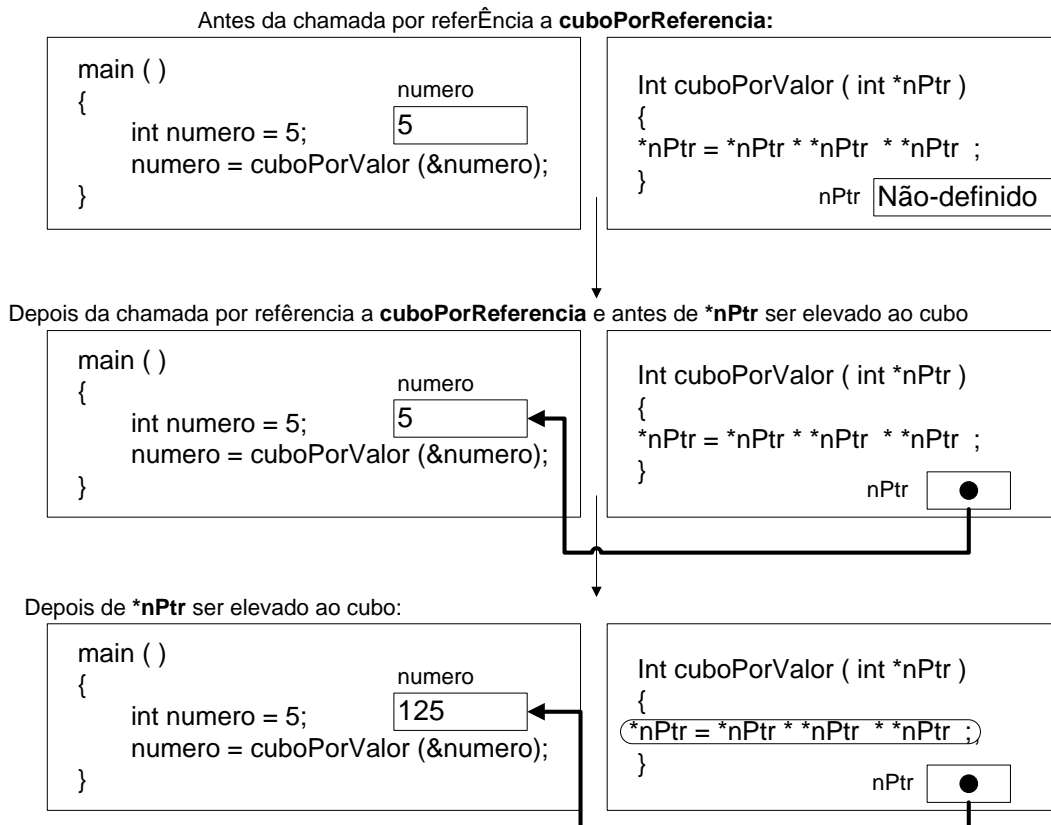 Antes da chamada por referÊncia a cuboPorReferencia:
main ( )
{
numero
5
int numero = 5;
numero = cuboPorValor (&numero);
}
Int cuboPorValor ( int *nPtr )
{
*nPtr = *nPtr * *nPtr * *nPtr ;
}
nPtr Não-definido
Depois da chamada por refêrencia a cuboPorReferencia e antes de *nPtr ser elevado ao cubo
main ( )
{
numero
5
int numero = 5;
numero = cuboPorValor (&numero);
}
Int cuboPorValor ( int *nPtr )
{
*nPtr = *nPtr * *nPtr * *nPtr ;
}
nPtr
Depois de *nPtr ser elevado ao cubo:
main ( )
{
numero
125
int numero = 5;
numero = cuboPorValor (&numero);
}
Int cuboPorValor ( int *nPtr )
{
*nPtr = *nPtr * *nPtr * *nPtr ;
}
nPtr